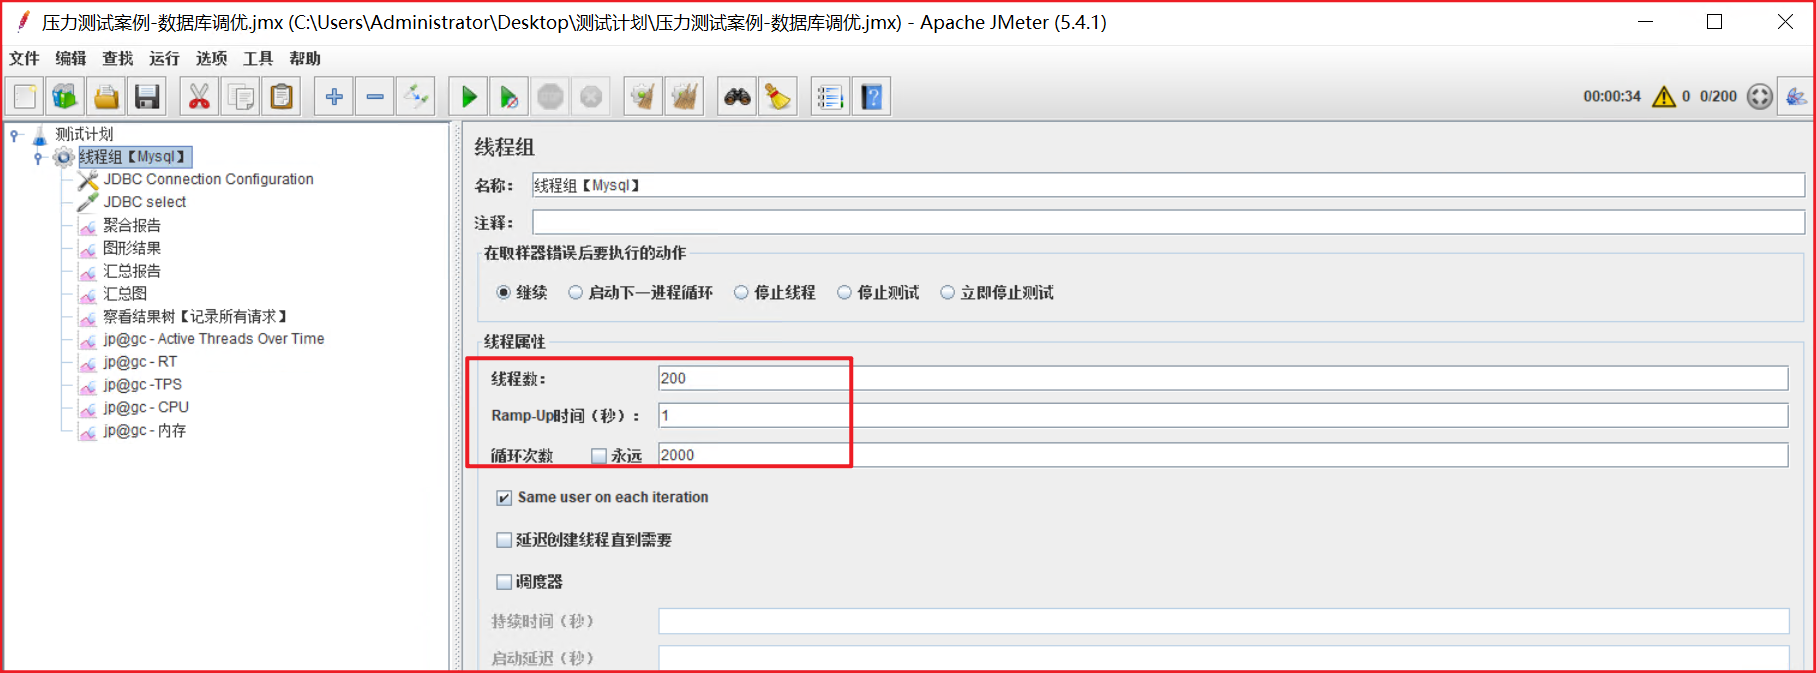 压力测试案例-数据库调优.jmx (C:\Users\Administrator\Desktop\测试计划\压力测试案例-数据库调优.jmx) - Apache JMeter (5.4.1)
文件 编辑 查找 运行 选项 工具 帮助
00:00:34 0 0/200
测试计划
线程组【Mysql】
JDBC Connection Configuration
JDBC select
聚合报告
图形结果
汇总报告
汇总图
察看结果树【记录所有请求】
jp@gc - Active Threads Over Time
jp@gc - RT
jp@gc -TPS
jp@gc - CPU
jp@gc - 内存
线程组
名称： 线程组【Mysql】
注释：
在取样器错误后要执行的动作
继续 启动下一进程循环 停止线程 停止测试 立即停止测试
线程属性
线程数： 200
Ramp-Up时间（秒）： 1
循环次数 永远 2000
Same user on each iteration
延迟创建线程直到需要
调度器
持续时间（秒）
启动延迟（秒）